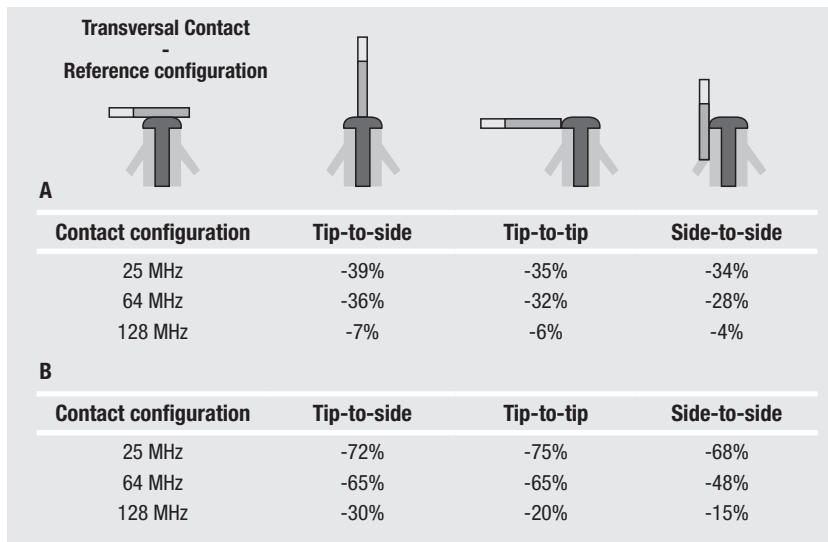 Transversal Contact
-
Reference configuration
A
Contact configuration Tip-to-side Tip-to-tip Side-to-side
25 MHz -39% -35% -34%
64 MHz -36% -32% -28%
128 MHz -7% -6% -4%
B
Contact configuration Tip-to-side Tip-to-tip Side-to-side
25 MHz -72% -75% -68%
64 MHz -65% -65% -48%
128 MHz -30% -20% -15%